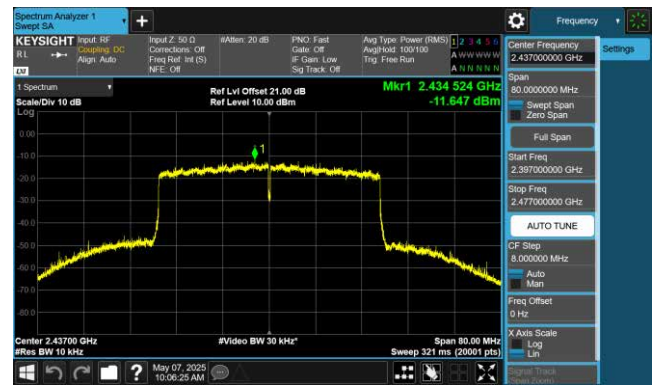 Spectrum Analyzer 1
Swept SA
Frequency
KEYSIGHT
Input: RF
Input Z: 50 Ω
#Atten: 20 dB
PNO: Fast
Avg Type: Power (RMS)
1 2 3 4 5 6
R L
Coupling: DC
Corrections: Off
Gate: Off
Avg|Hold: 100/100
A WWWWW
Align: Auto
Freq Ref: Int (S)
IF Gain: Low
Trig: Free Run
NFE: Off
Sig Track: Off
A N N N N N
LXI
1 Spectrum
Ref Lvl Offset 21.00 dB
Mkr1 2.434 524 GHz
Scale/Div 10 dB
Ref Level 10.00 dBm
-11.647 dBm
Log
1
0.00
-10.0
-20.0
-30.0
-40.0
-50.0
-60.0
-70.0
-80.0
Center 2.43700 GHz
#Video BW 30 kHz*
Span 80.00 MHz
#Res BW 10 kHz
Sweep 321 ms (20001 pts)
May 07, 2025
10:06:25 AM
?
Center Frequency
2.437000000 GHz
Settings
Span
80.0000000 MHz
Swept Span
Zero Span
Full Span
Start Freq
2.397000000 GHz
Stop Freq
2.477000000 GHz
AUTO TUNE
CF Step
8.000000 MHz
Auto
Man
Freq Offset
0 Hz
X Axis Scale
Log
Lin
Signal Track
(Span Zoom)